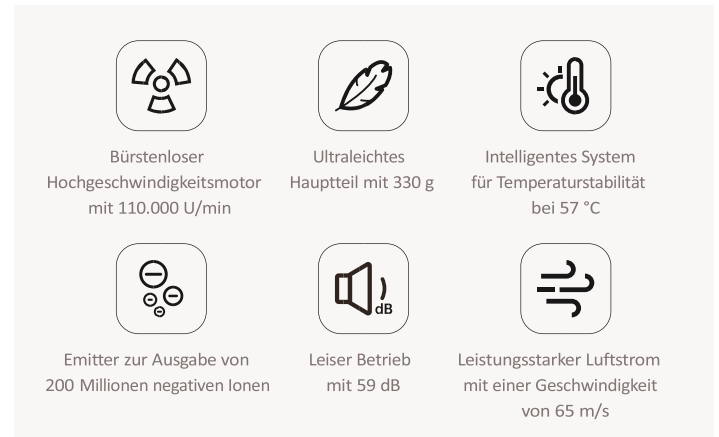 Bürstenloser
Hochgeschwindigkeitsmotor
mit 110.000 U/min
Ultraleichtes
Hauptteil mit 330 g
Intelligentes System
für Temperaturstabilität
bei 57 °C
Emitter zur Ausgabe von
200 Millionen negativen Ionen
dB
Leiser Betrieb
mit 59 dB
Leistungsstarker Luftstrom
mit einer Geschwindigkeit
von 65 m/s